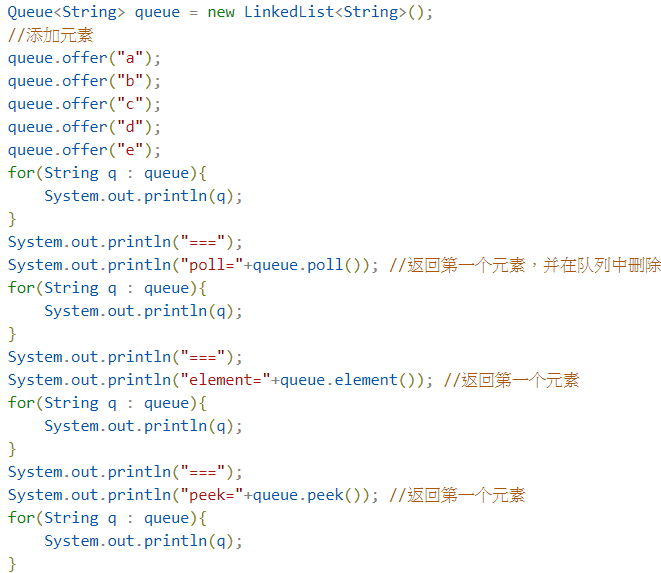 Queue<String> queue = new LinkedList<String>();
//添加元素
queue.offer("a");
queue.offer("b");
queue.offer("c");
queue.offer("d");
queue.offer("e");
for(String q : queue){
    System.out.println(q);
}
System.out.println("===");
System.out.println("poll="+queue.poll()); //返回第一个元素，并在队列中删除
for(String q : queue){
    System.out.println(q);
}
System.out.println("===");
System.out.println("element="+queue.element()); //返回第一个元素
for(String q : queue){
    System.out.println(q);
}
System.out.println("===");
System.out.println("peek="+queue.peek()); //返回第一个元素
for(String q : queue){
    System.out.println(q);
}